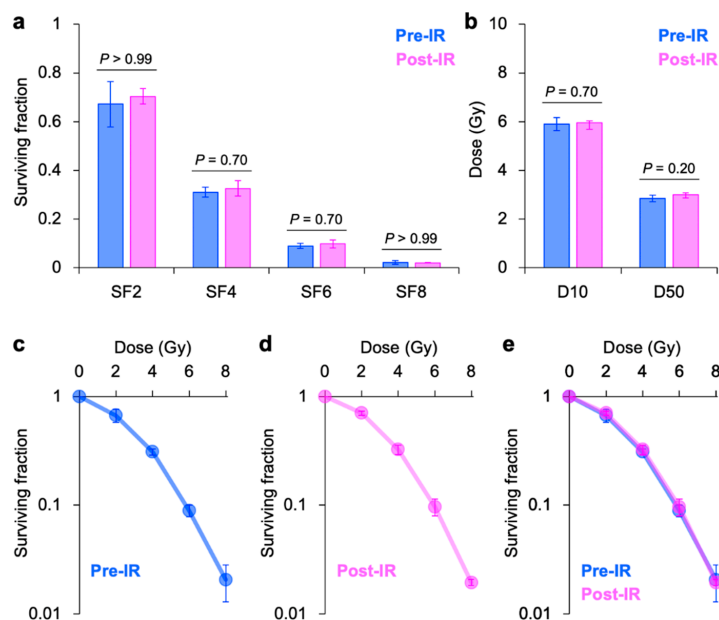 a
1
0.8
0.6
0.4
0.2
0
Surviving fraction
Pre-IR
Post-IR
P > 0.99
P = 0.70
P = 0.70
P > 0.99
SF2 SF4 SF6 SF8
b
10
8
6
4
2
0
Dose (Gy)
Pre-IR
Post-IR
P = 0.70
P = 0.20
D10 D50
c
Dose (Gy)
0 2 4 6 8
1
0.1
0.01
Surviving fraction
Pre-IR
d
Dose (Gy)
0 2 4 6 8
1
0.1
0.01
Surviving fraction
Post-IR
e
Dose (Gy)
0 2 4 6 8
1
0.1
0.01
Surviving fraction
Pre-IR
Post-IR